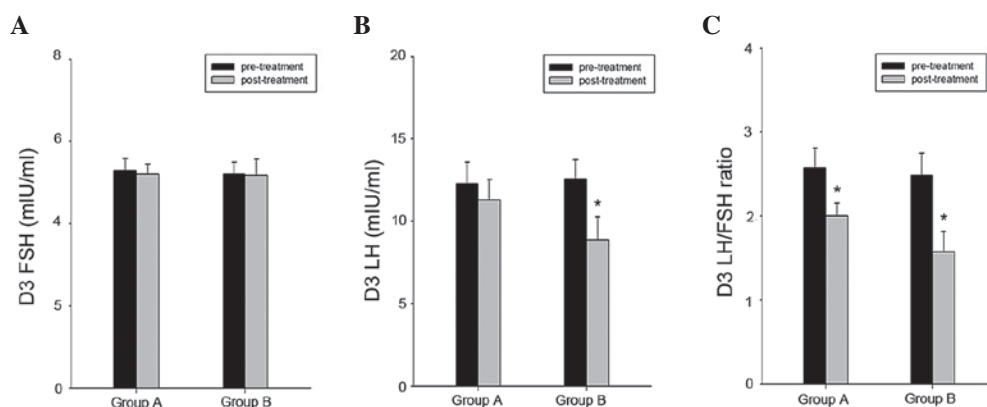 A
8
6
4
5
0
D3 FSH (mIU/ml)
pre-treatment
post-treatment
Group A
Group B
B
20
15
10
5
0
D3 LH (mIU/ml)
pre-treatment
post-treatment
*
Group A
Group B
C
4
3
2
1
0
D3 LH/FSH ratio
pre-treatment
post-treatment
*
*
Group A
Group B